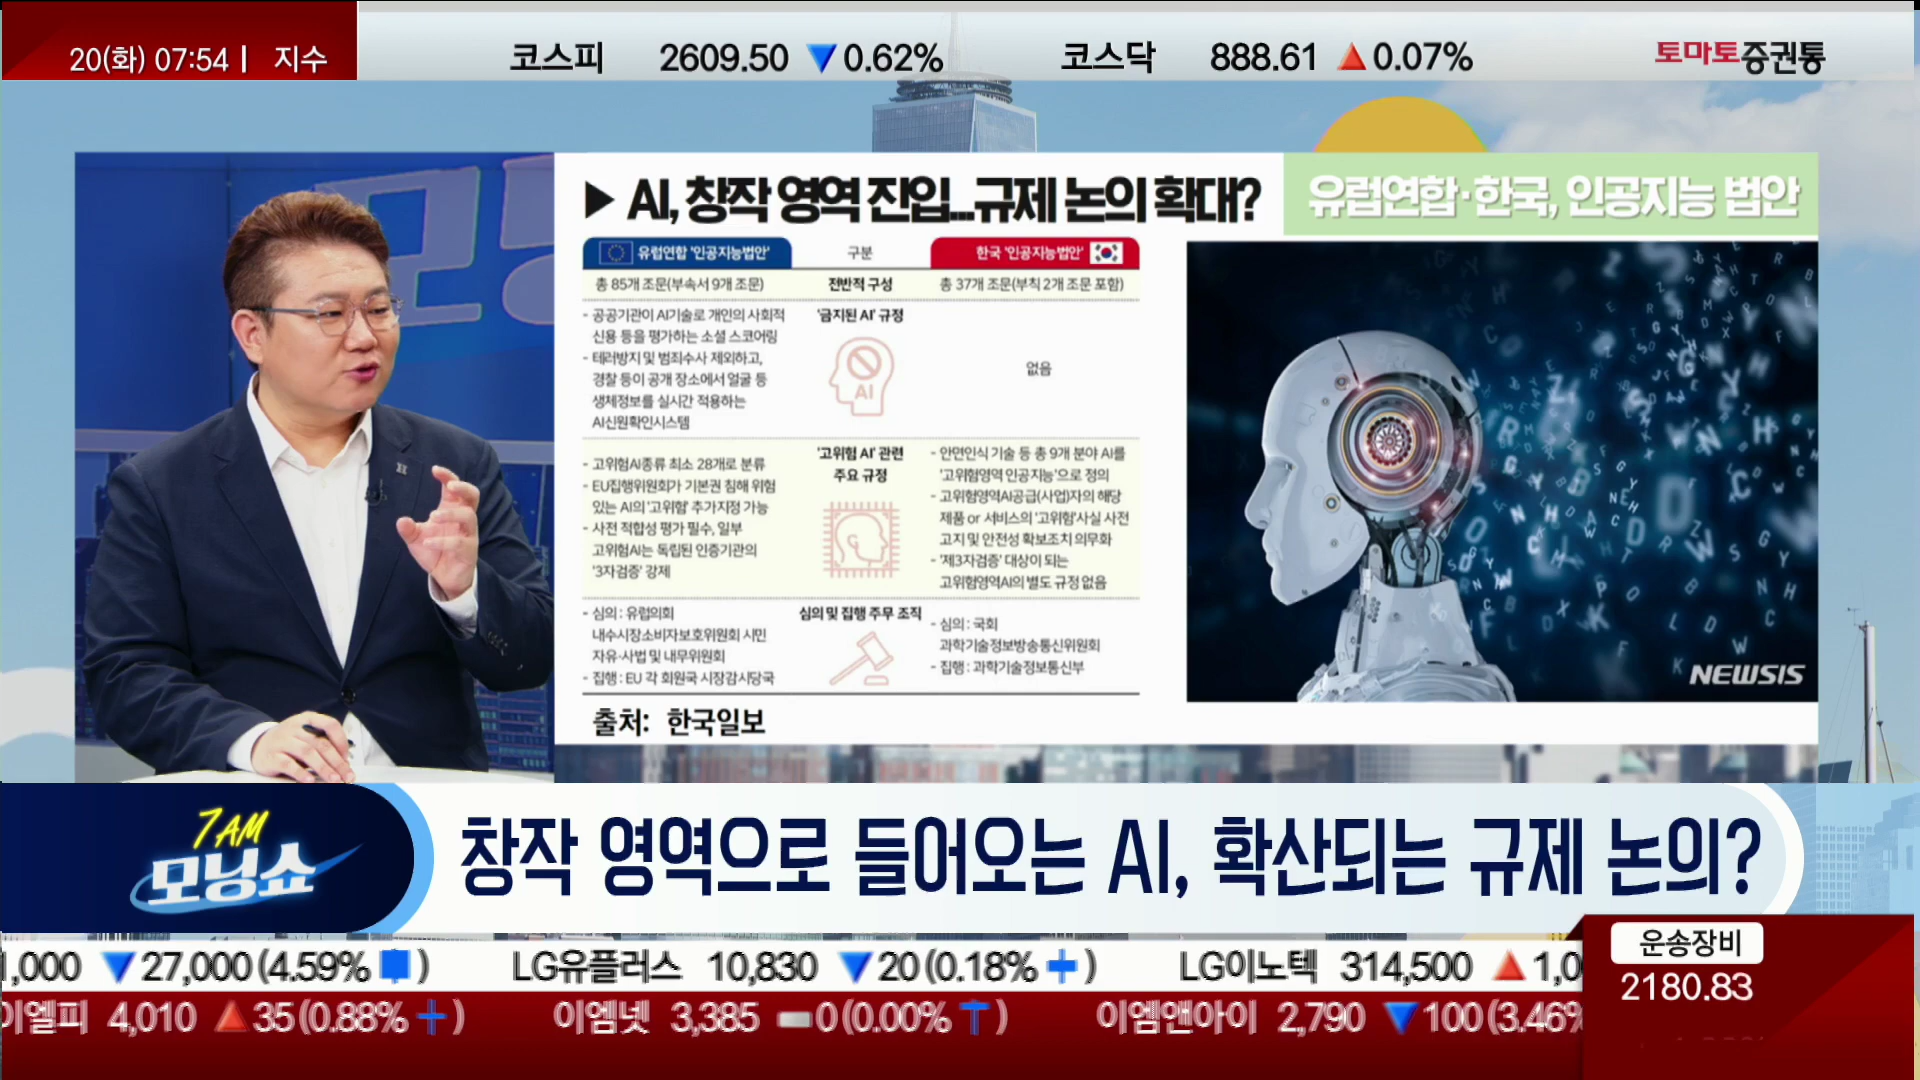 20(화) 07:54 | 지수
코스피 2609.50 ▼0.62%
코스닥 888.61 ▲0.07%
토마토증권통
▶ AI, 창작 영역 진입...규제 논의 확대?
유럽연합·한국, 인공지능 법안
유럽연합 '인공지능법안' 구분 한국 '인공지능법안'
총 85개 조문(부속서 9개 조문) 전반적 구성 총 37개 조문(부칙 2개 조문 포함)
'금지된 AI' 규정
- 공공기관이 AI기술로 개인의 사회적
신용 등을 평가하는 소셜 스코어링
- 테러방지 및 범죄수사 제외하고,
경찰 등이 공개 장소에서 얼굴 등
생체정보를 실시간 적용하는
AI신원확인시스템
AI
없음
'고위험 AI' 관련
주요 규정
- 고위험AI종류 최소 28개로 분류
- EU집행위원회가 기본권 침해 위험
있는 AI의 '고위험' 추가지정 가능
- 사전 적합성 평가 필수, 일부
고위험AI는 독립된 인증기관의
'3자검증' 강제
- 안면인식 기술 등 총 9개 분야 AI를
'고위험영역 인공지능'으로 정의
- 고위험영역AI공급(사업)자의 해당
제품 or 서비스의 '고위험'사실 사전
고지 및 안전성 확보조치 의무화
- '제3자검증' 대상이 되는
고위험영역AI의 별도 규정 없음
심의 및 집행 주무 조직
- 심의 : 유럽의회
내수시장소비자보호위원회 시민
자유·사법 및 내무위원회
- 집행 : EU 각 회원국 시장감시당국
- 심의 : 국회
과학기술정보방송통신위원회
- 집행 : 과학기술정보통신부
출처: 한국일보
NEWSIS
7AM
모닝쇼
창작 영역으로 들어오는 AI, 확산되는 규제 논의?
1,000 ▼27,000(4.59% ) LG유플러스 10,830 ▼20(0.18% ) LG이노텍 314,500 ▲1,0
이엘피 4,010 ▲35(0.88% ) 이엠넷 3,385 0(0.00% ) 이엠앤아이 2,790 ▼100(3.46%
운송장비
2180.83